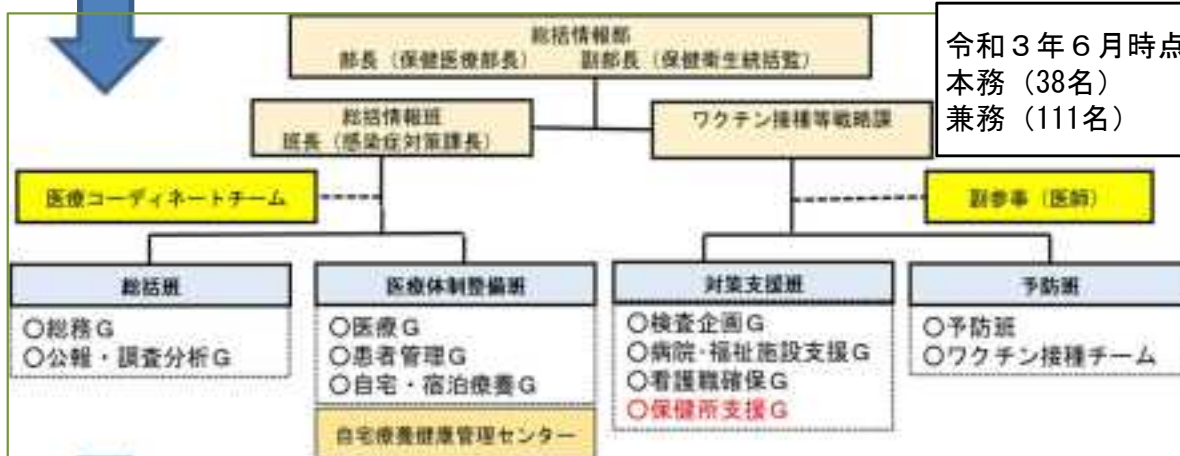 総括情報部
部長（保健医療部長）　副部長（保健衛生統括監）
令和３年６月時点
本務（38名）
兼務（111名）
総括情報班
班長（感染症対策課長）
ワクチン接種等戦略課
医療コーディネートチーム
副参事（医師）
総括班
○総務Ｇ
○公報・調査分析Ｇ
医療体制整備班
○医療Ｇ
○患者管理Ｇ
○自宅・宿泊療養Ｇ
自宅療養健康管理センター
対策支援班
○検査企画Ｇ
○病院・福祉施設支援Ｇ
○看護職確保Ｇ
○保健所支援Ｇ
予防班
○予防班
○ワクチン接種チーム